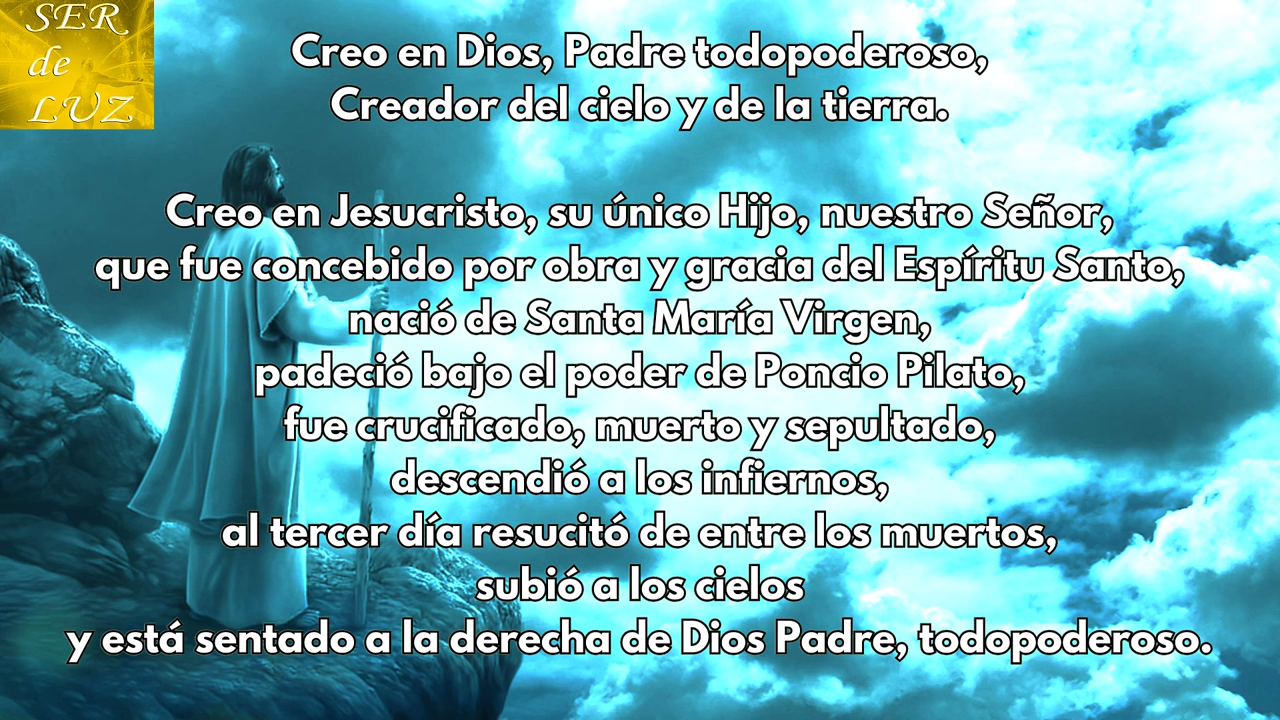 SER
de
LUZ
Creo en Dios, Padre todopoderoso,
Creador del cielo y de la tierra.
Creo en Jesucristo, su único Hijo, nuestro Señor,
que fue concebido por obra y gracia del Espíritu Santo,
nació de Santa María Virgen,
padeció bajo el poder de Poncio Pilato,
fue crucificado, muerto y sepultado,
descendió a los infiernos,
al tercer día resucitó de entre los muertos,
subió a los cielos
y está sentado a la derecha de Dios Padre, todopoderoso.